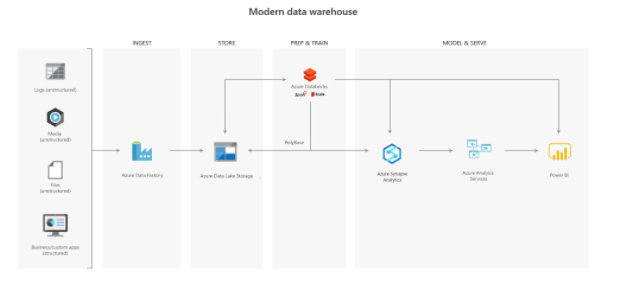 Modern data warehouse
INGEST
STORE
PREP & TRAIN
MODEL & SERVE
Logs (unstructured)
Media
(unstructured)
Files
(unstructured)
Business/custom apps
(structured)
Azure Data Factory
Azure Data Lake Storage
Azure Databricks
PolyBase
Azure Synapse
Analytics
Azure Analysis
Services
Power BI